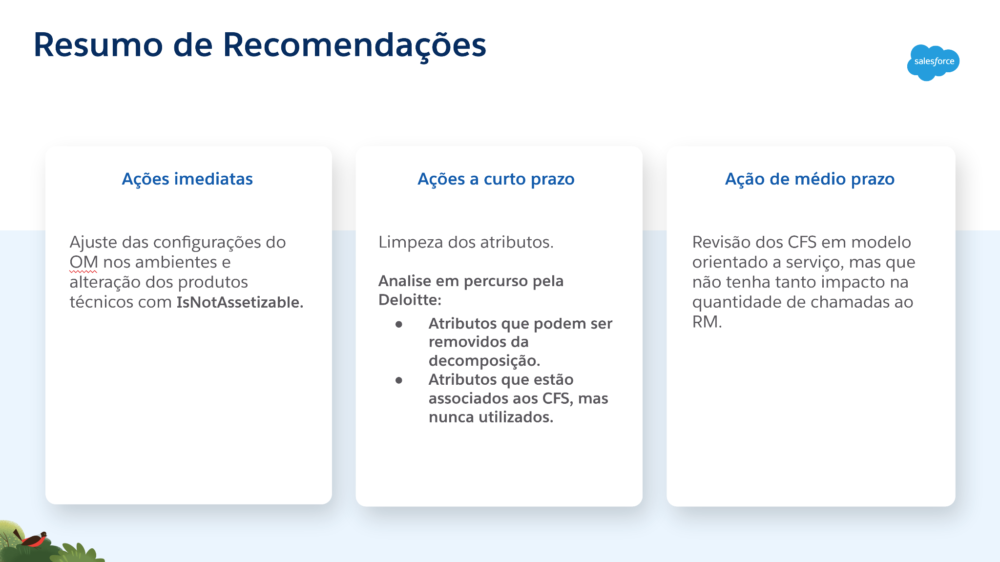 Resumo de Recomendações
salesforce
Ações imediatas
Ajuste das configurações do
OM nos ambientes e
alteração dos produtos
técnicos com IsNotAssetizable.
Ações a curto prazo
Limpeza dos atributos.
Analise em percurso pela
Deloitte:
● Atributos que podem ser
removidos da
decomposição.
● Atributos que estão
associados aos CFS, mas
nunca utilizados.
Ação de médio prazo
Revisão dos CFS em modelo
orientado a serviço, mas que
não tenha tanto impacto na
quantidade de chamadas ao
RM.